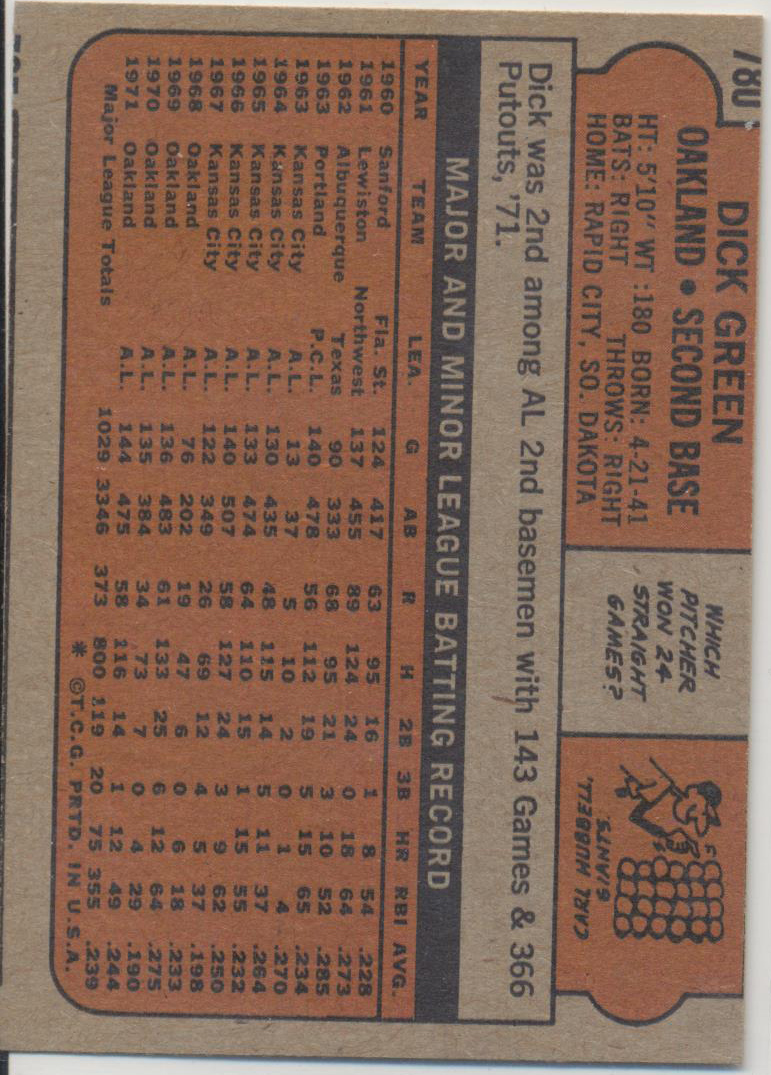 780
DICK GREEN
OAKLAND • SECOND BASE
HT: 5'10" WT :180 BORN: 4-21-41
BATS: RIGHT THROWS: RIGHT
HOME: RAPID CITY, SO. DAKOTA
WHICH
PITCHER
WON 24
STRAIGHT
GAMES?
CARL HUBBELL,
GIANTS.
Dick was 2nd among AL 2nd basemen with 143 Games & 366
Putouts, '71.
MAJOR AND MINOR LEAGUE BATTING RECORD
YEAR TEAM LEA. G AB R H 2B 3B HR RBI AVG.
1960 Sanford Fla. St. 124 417 63 95 16 1 8 54 .228
1961 Lewiston Northwest 137 455 89 124 24 0 18 64 .273
1962 Albuquerque Texas 90 333 68 95 21 3 10 52 .285
1963 Portland P.C.L. 140 478 56 112 19 5 15 65 .234
1963 Kansas City A.L. 13 37 5 10 2 0 1 4 .270
1964 Kansas City A.L. 130 435 48 115 14 5 11 37 .264
1965 Kansas City A.L. 133 474 64 110 15 1 15 55 .232
1966 Kansas City A.L. 140 507 58 127 24 3 9 62 .250
1967 Kansas City A.L. 122 349 26 69 12 4 5 37 .198
1968 Oakland A.L. 76 202 19 47 6 0 6 18 .233
1969 Oakland A.L. 136 483 61 133 25 6 12 64 .275
1970 Oakland A.L. 135 384 34 73 7 0 4 29 .190
1971 Oakland A.L. 144 475 58 116 14 1 12 49 .244
Major League Totals 1029 3346 373 800 119 20 75 355 .239
* ©T.C.G. PRTD. IN U.S.A.